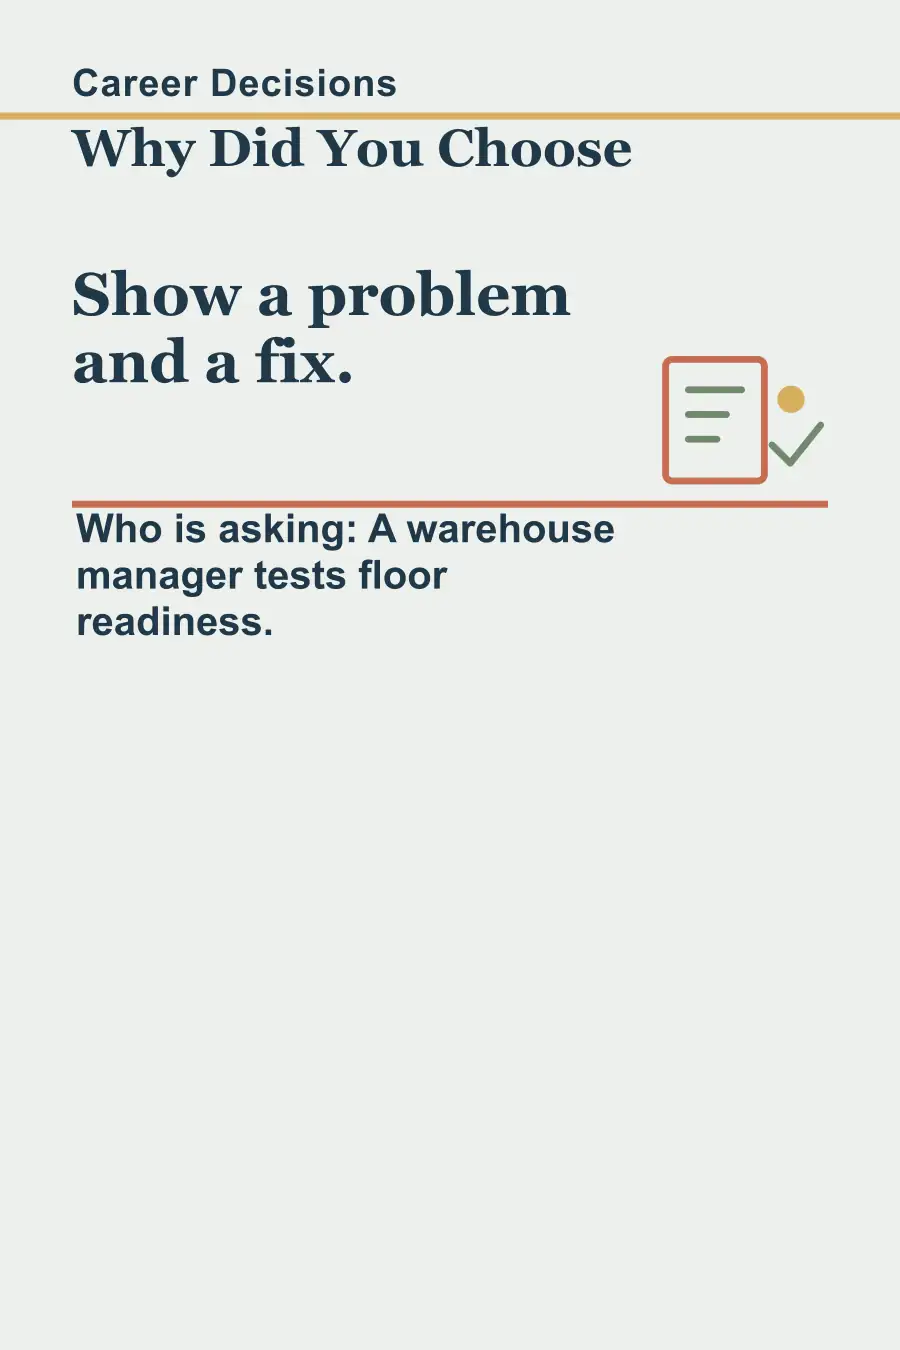 Career Decisions
Why Did You Choose
Show a problem
and a fix.
Who is asking: A warehouse
manager tests floor
readiness.